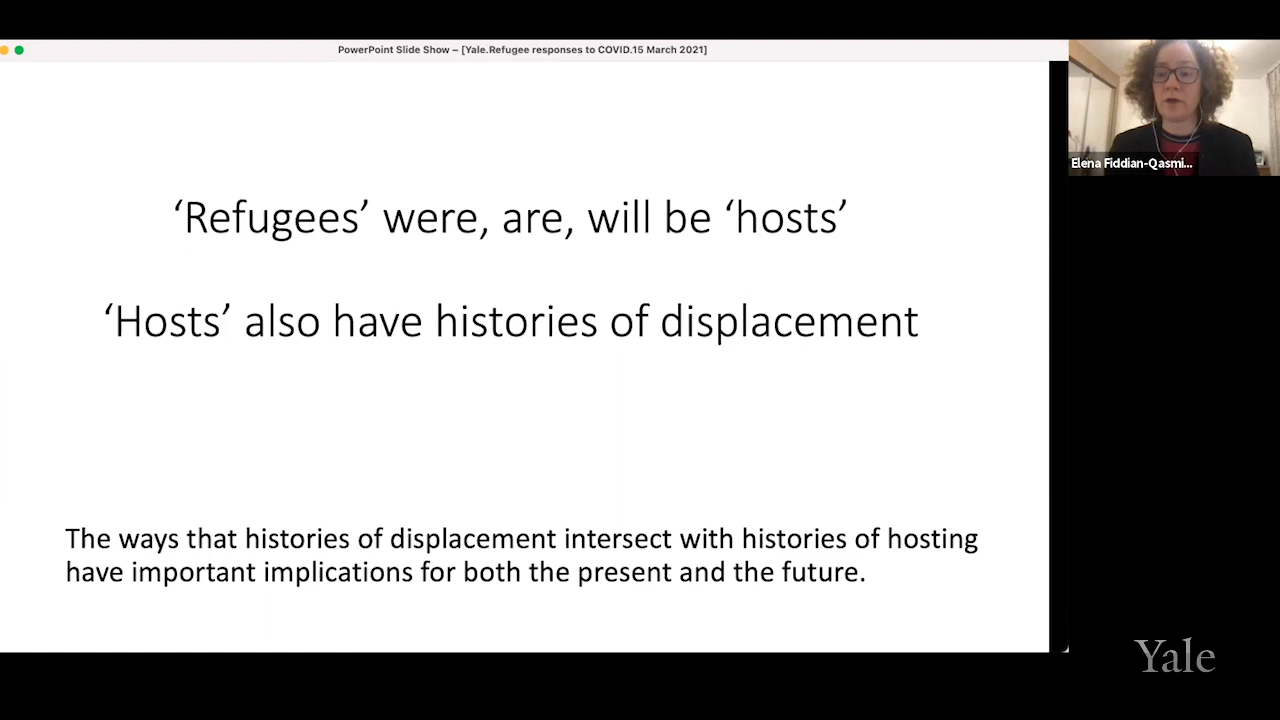 PowerPoint Slide Show – [Yale.Refugee responses to COVID.15 March 2021]
Elena Fiddian-Qasmi...
‘Refugees’ were, are, will be ‘hosts’
‘Hosts’ also have histories of displacement
The ways that histories of displacement intersect with histories of hosting
have important implications for both the present and the future.
Yale